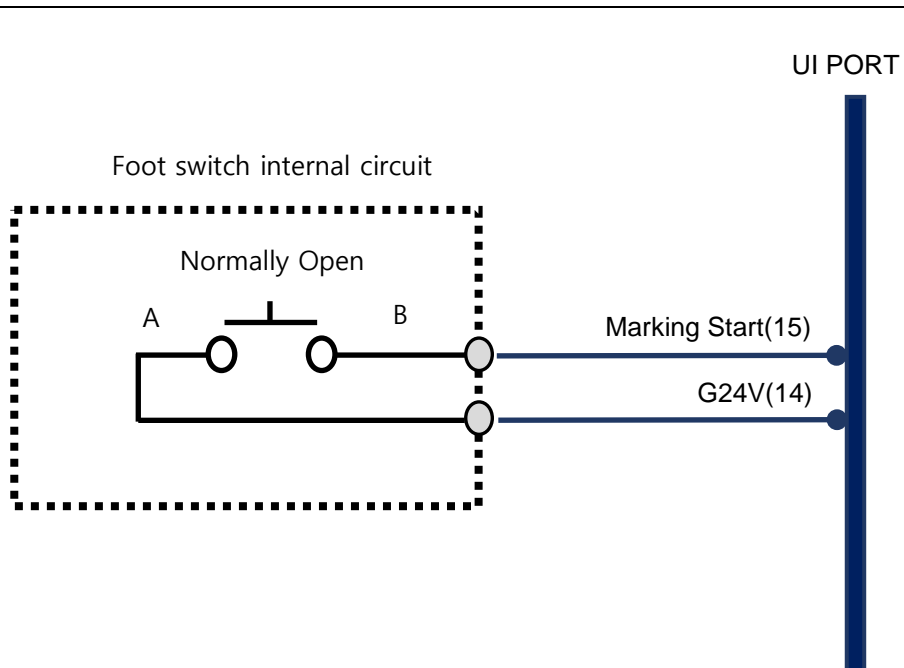 UI PORT
Foot switch internal circuit
Normally Open
A
B
Marking Start(15)
G24V(14)